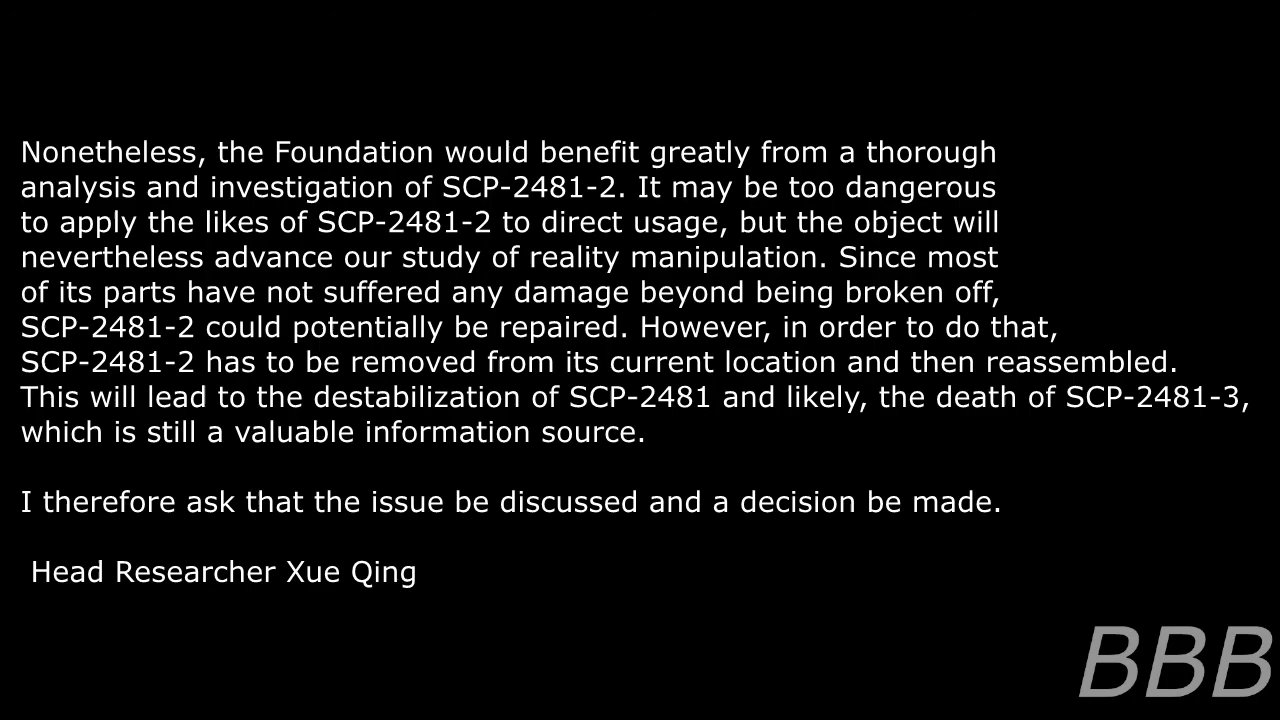 Nonetheless, the Foundation would benefit greatly from a thorough
analysis and investigation of SCP-2481-2. It may be too dangerous
to apply the likes of SCP-2481-2 to direct usage, but the object will
nevertheless advance our study of reality manipulation. Since most
of its parts have not suffered any damage beyond being broken off,
SCP-2481-2 could potentially be repaired. However, in order to do that,
SCP-2481-2 has to be removed from its current location and then reassembled.
This will lead to the destabilization of SCP-2481 and likely, the death of SCP-2481-3,
which is still a valuable information source.
I therefore ask that the issue be discussed and a decision be made.
Head Researcher Xue Qing
BBB